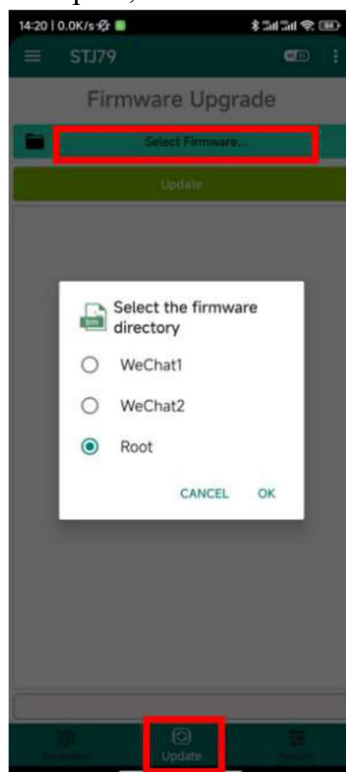 14:20 | 0.0K/s
STJ79
Firmware Upgrade
Select Firmware...
Update
BIN
Select the firmware
directory
WeChat1
WeChat2
Root
CANCEL OK
Update